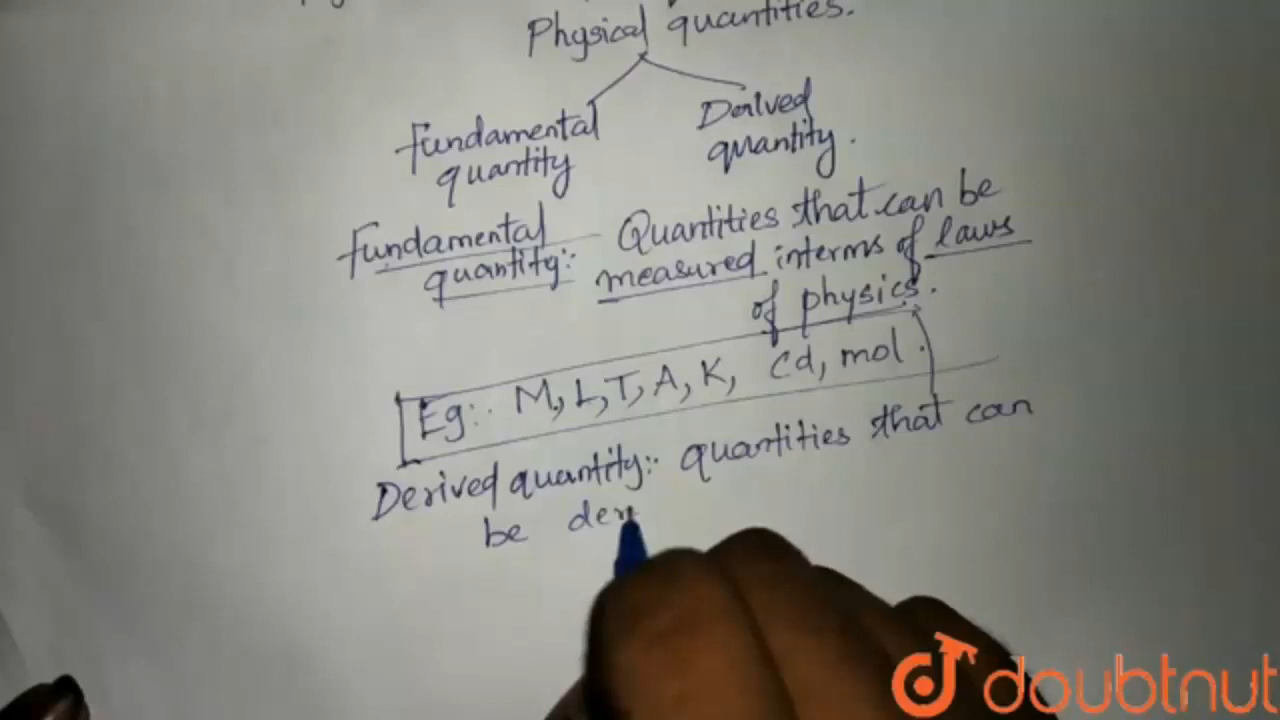 Physical quantities.
Fundamental
quantity
Derived
quantity.
Fundamental
quantity:- Quantities that can be
measured interms of laws
of physics.
Eg:- M, L, T, A, K, Cd, mol.
Derived quantity:- quantities that can
be der
doubtnut